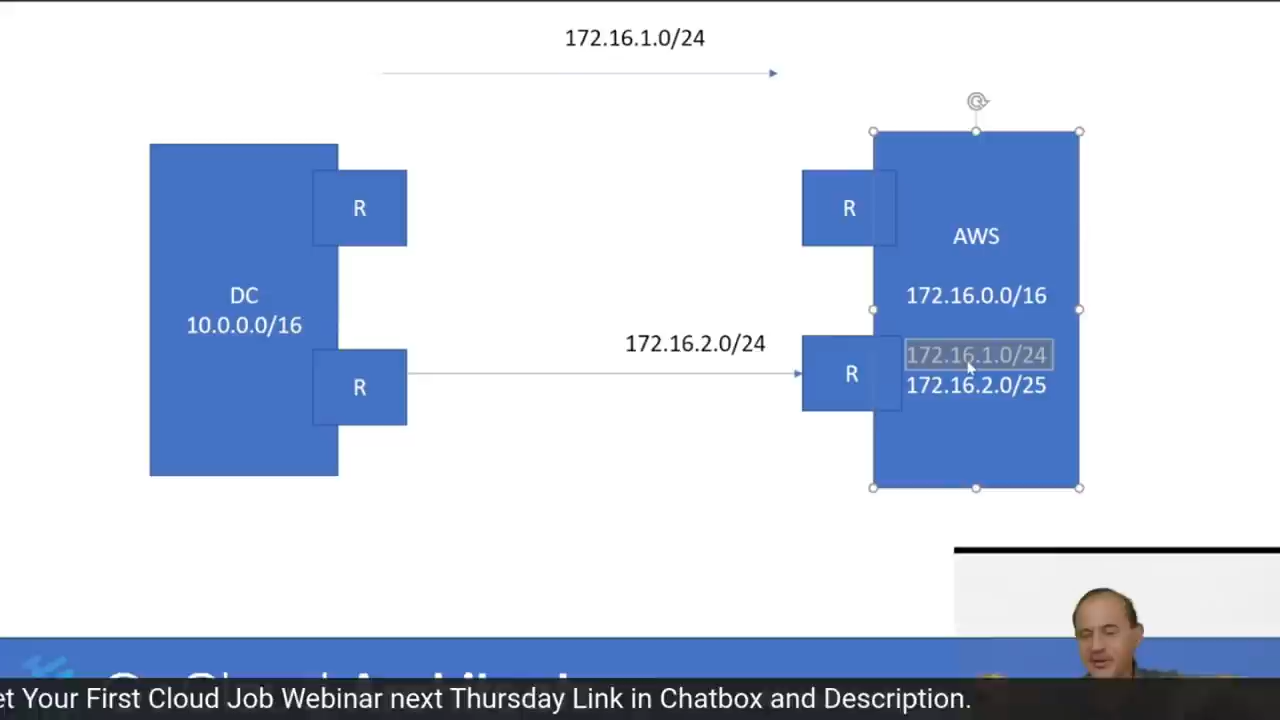 172.16.1.0/24
R
R
AWS
DC
10.0.0.0/16
172.16.0.0/16
172.16.2.0/24
172.16.1.0/24
R
R
172.16.2.0/25
et Your First Cloud Job Webinar next Thursday Link in Chatbox and Description.